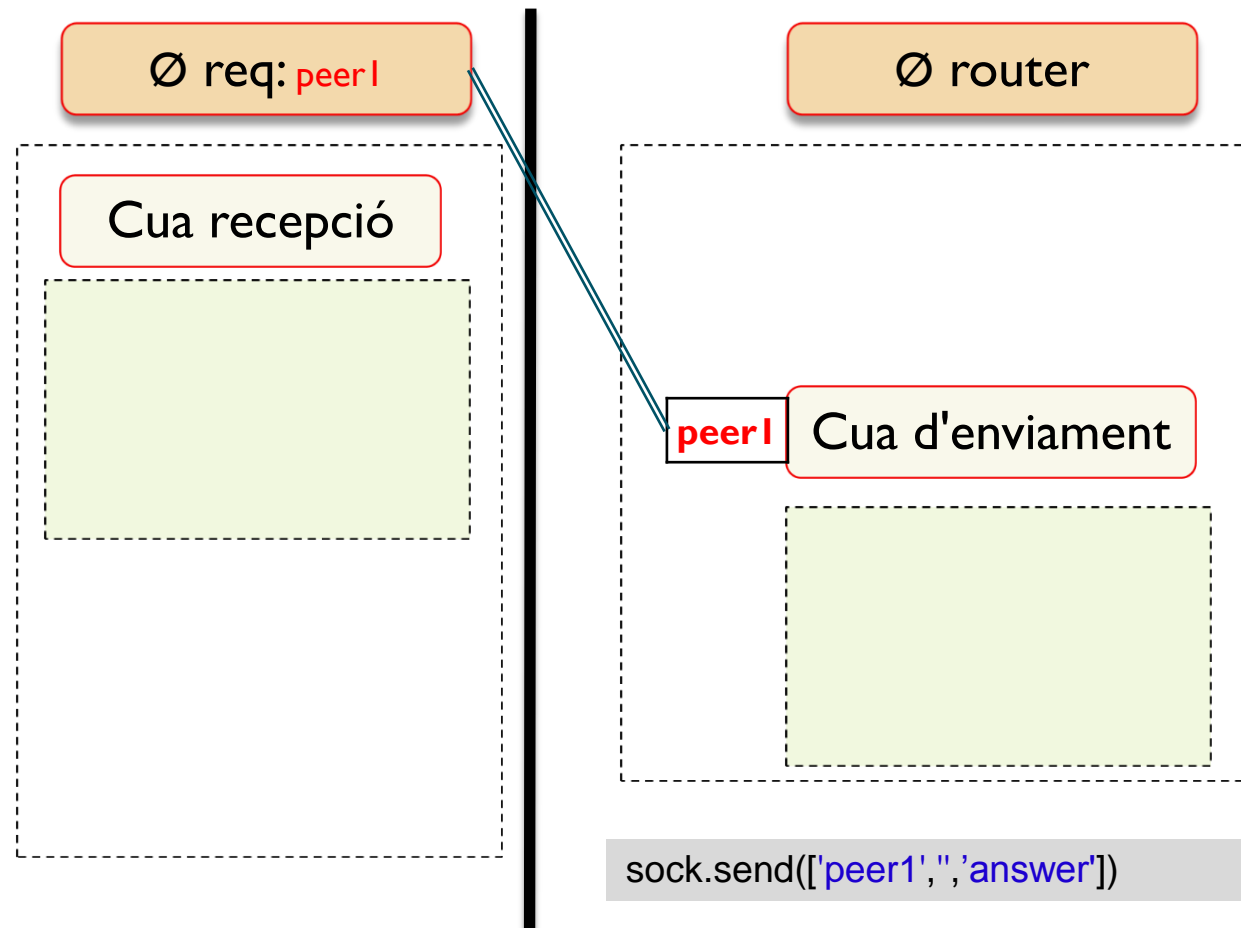 Ø req: peer1
Ø router
Cua recepció
peer1
Cua d'enviament
sock.send(['peer1','',’answer'])